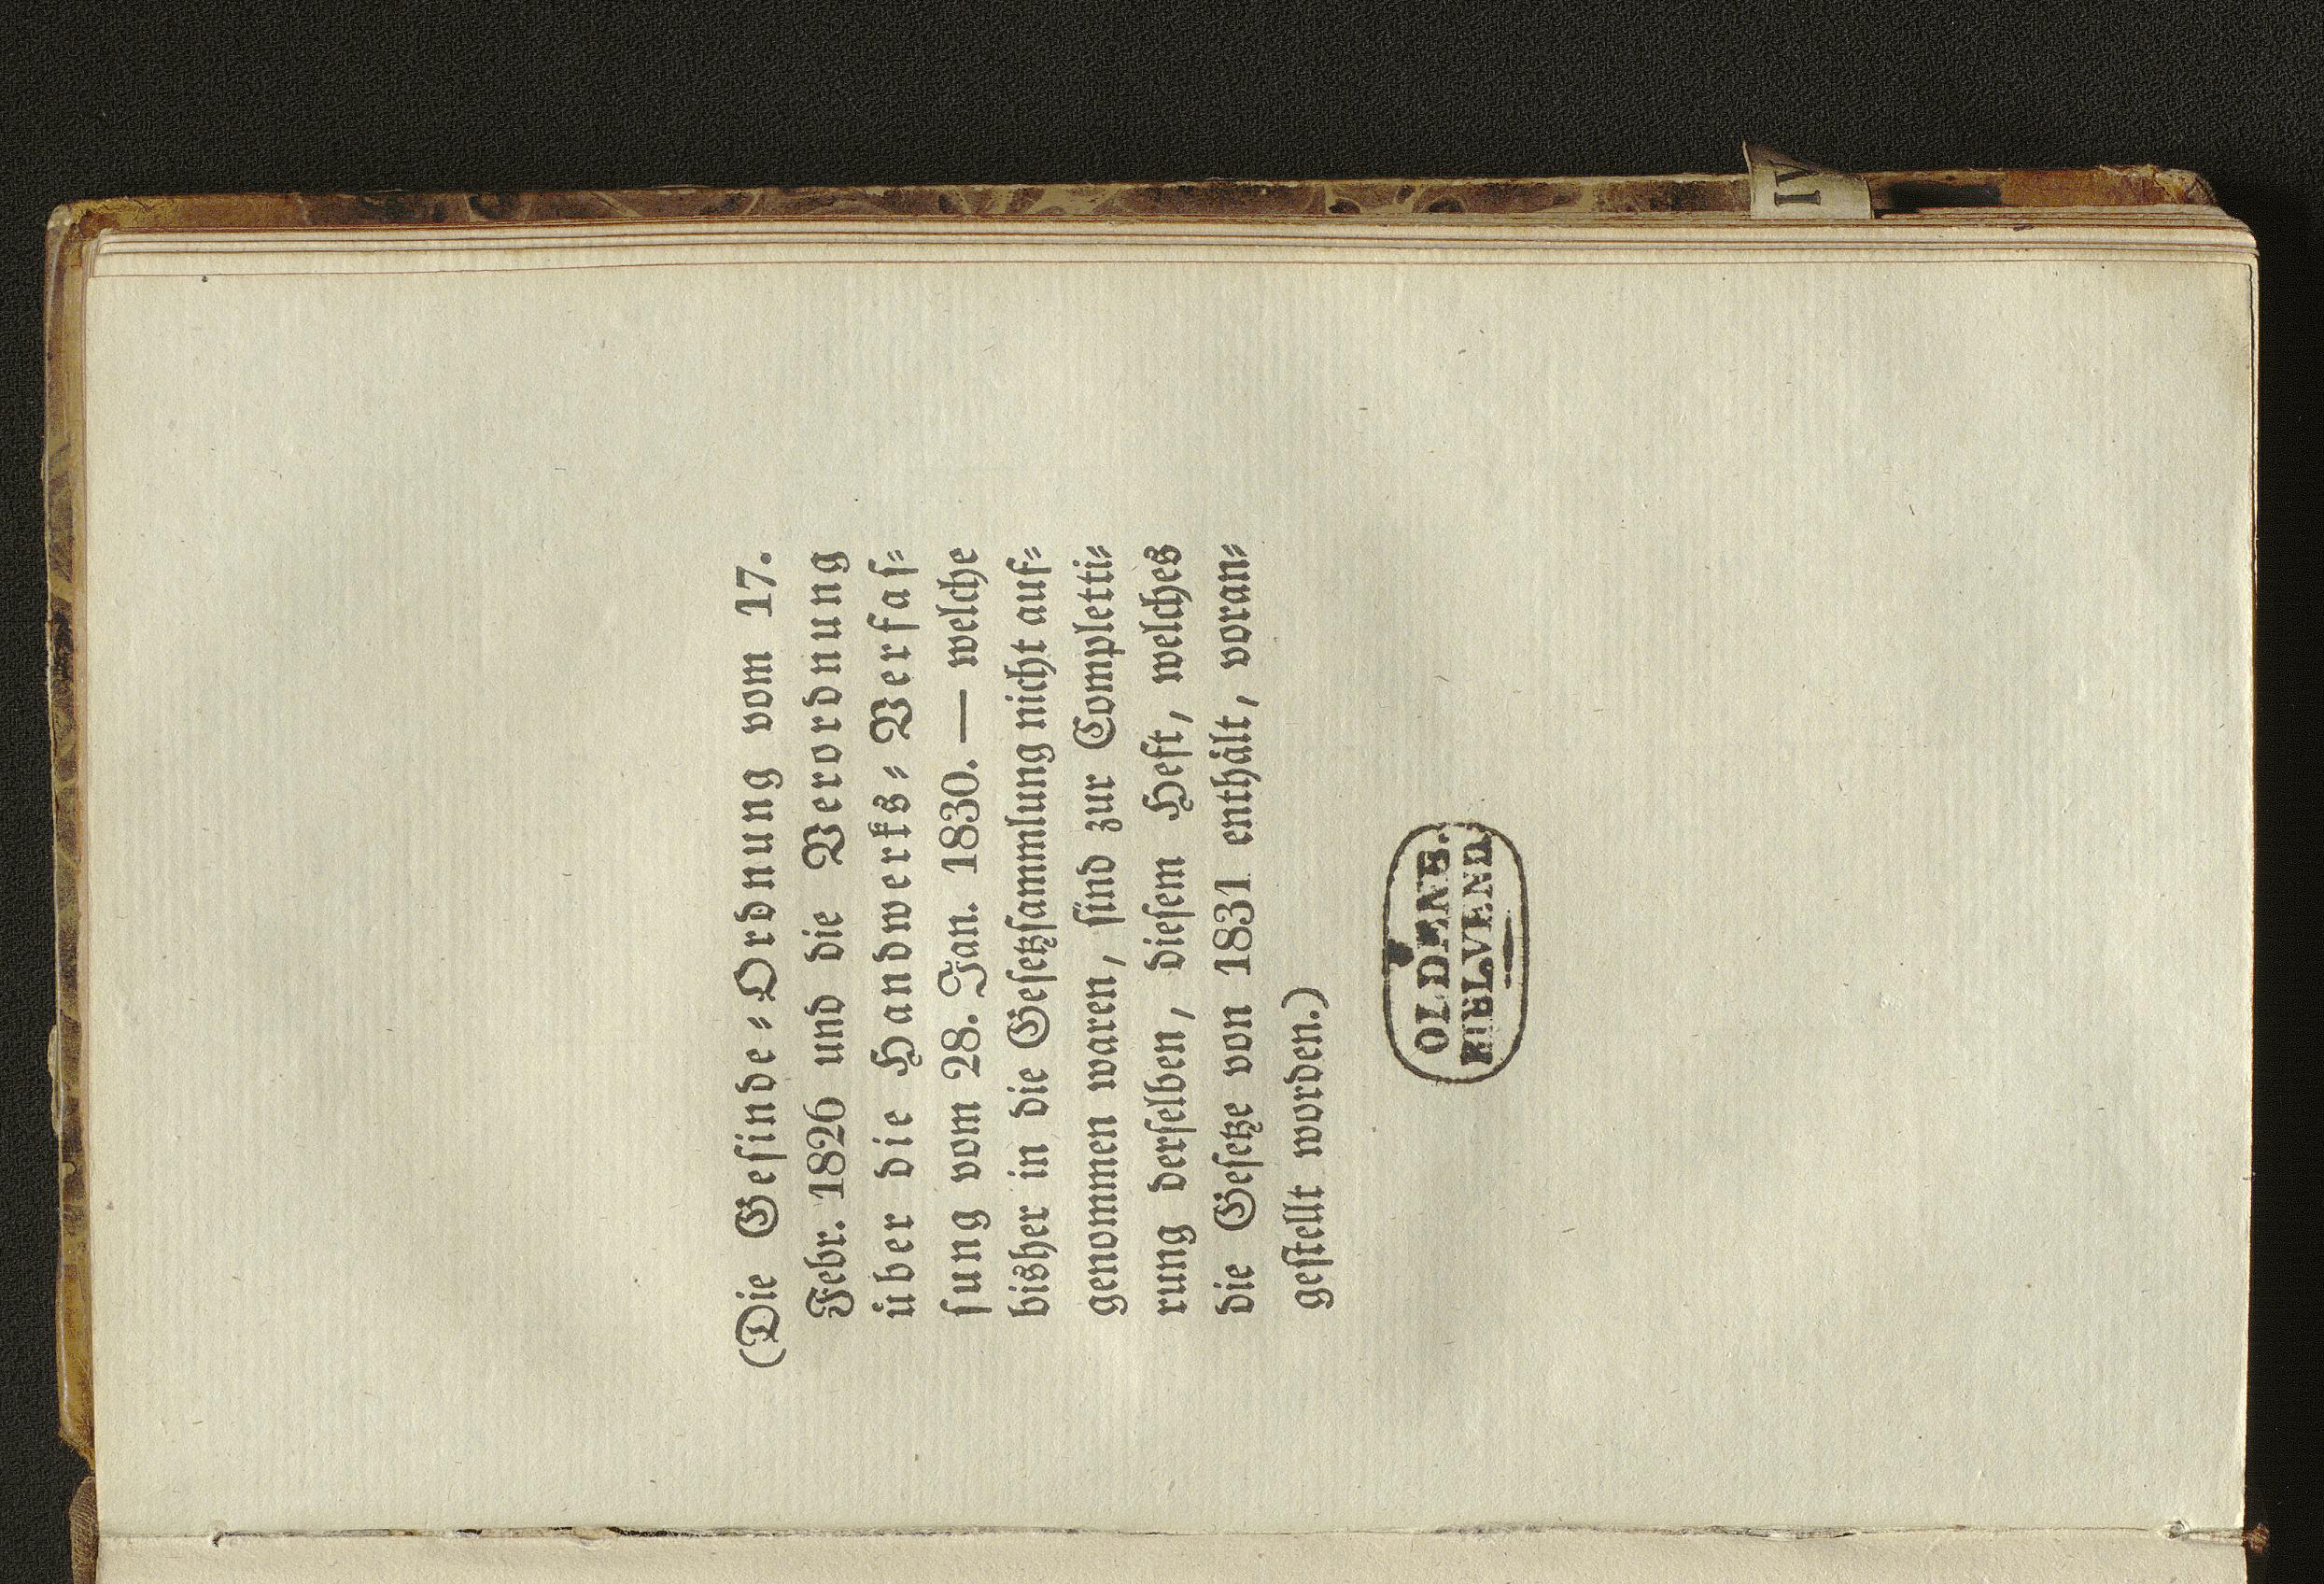 (Die Gesinde-Ordnung vom 17.
Febr. 1826 und die Verordnung
über die Handwerks-Verfas-
sung vom 28. Jan. 1830. — welche
bisher in die Gesetzsammlung nicht auf-
genommen waren, sind zur Completti-
rung derselben, diesem Heft, welches
die Gesetze von 1831 enthält, voran-
gestellt worden.)
OLDENB.
BIBL.VEND.
IV